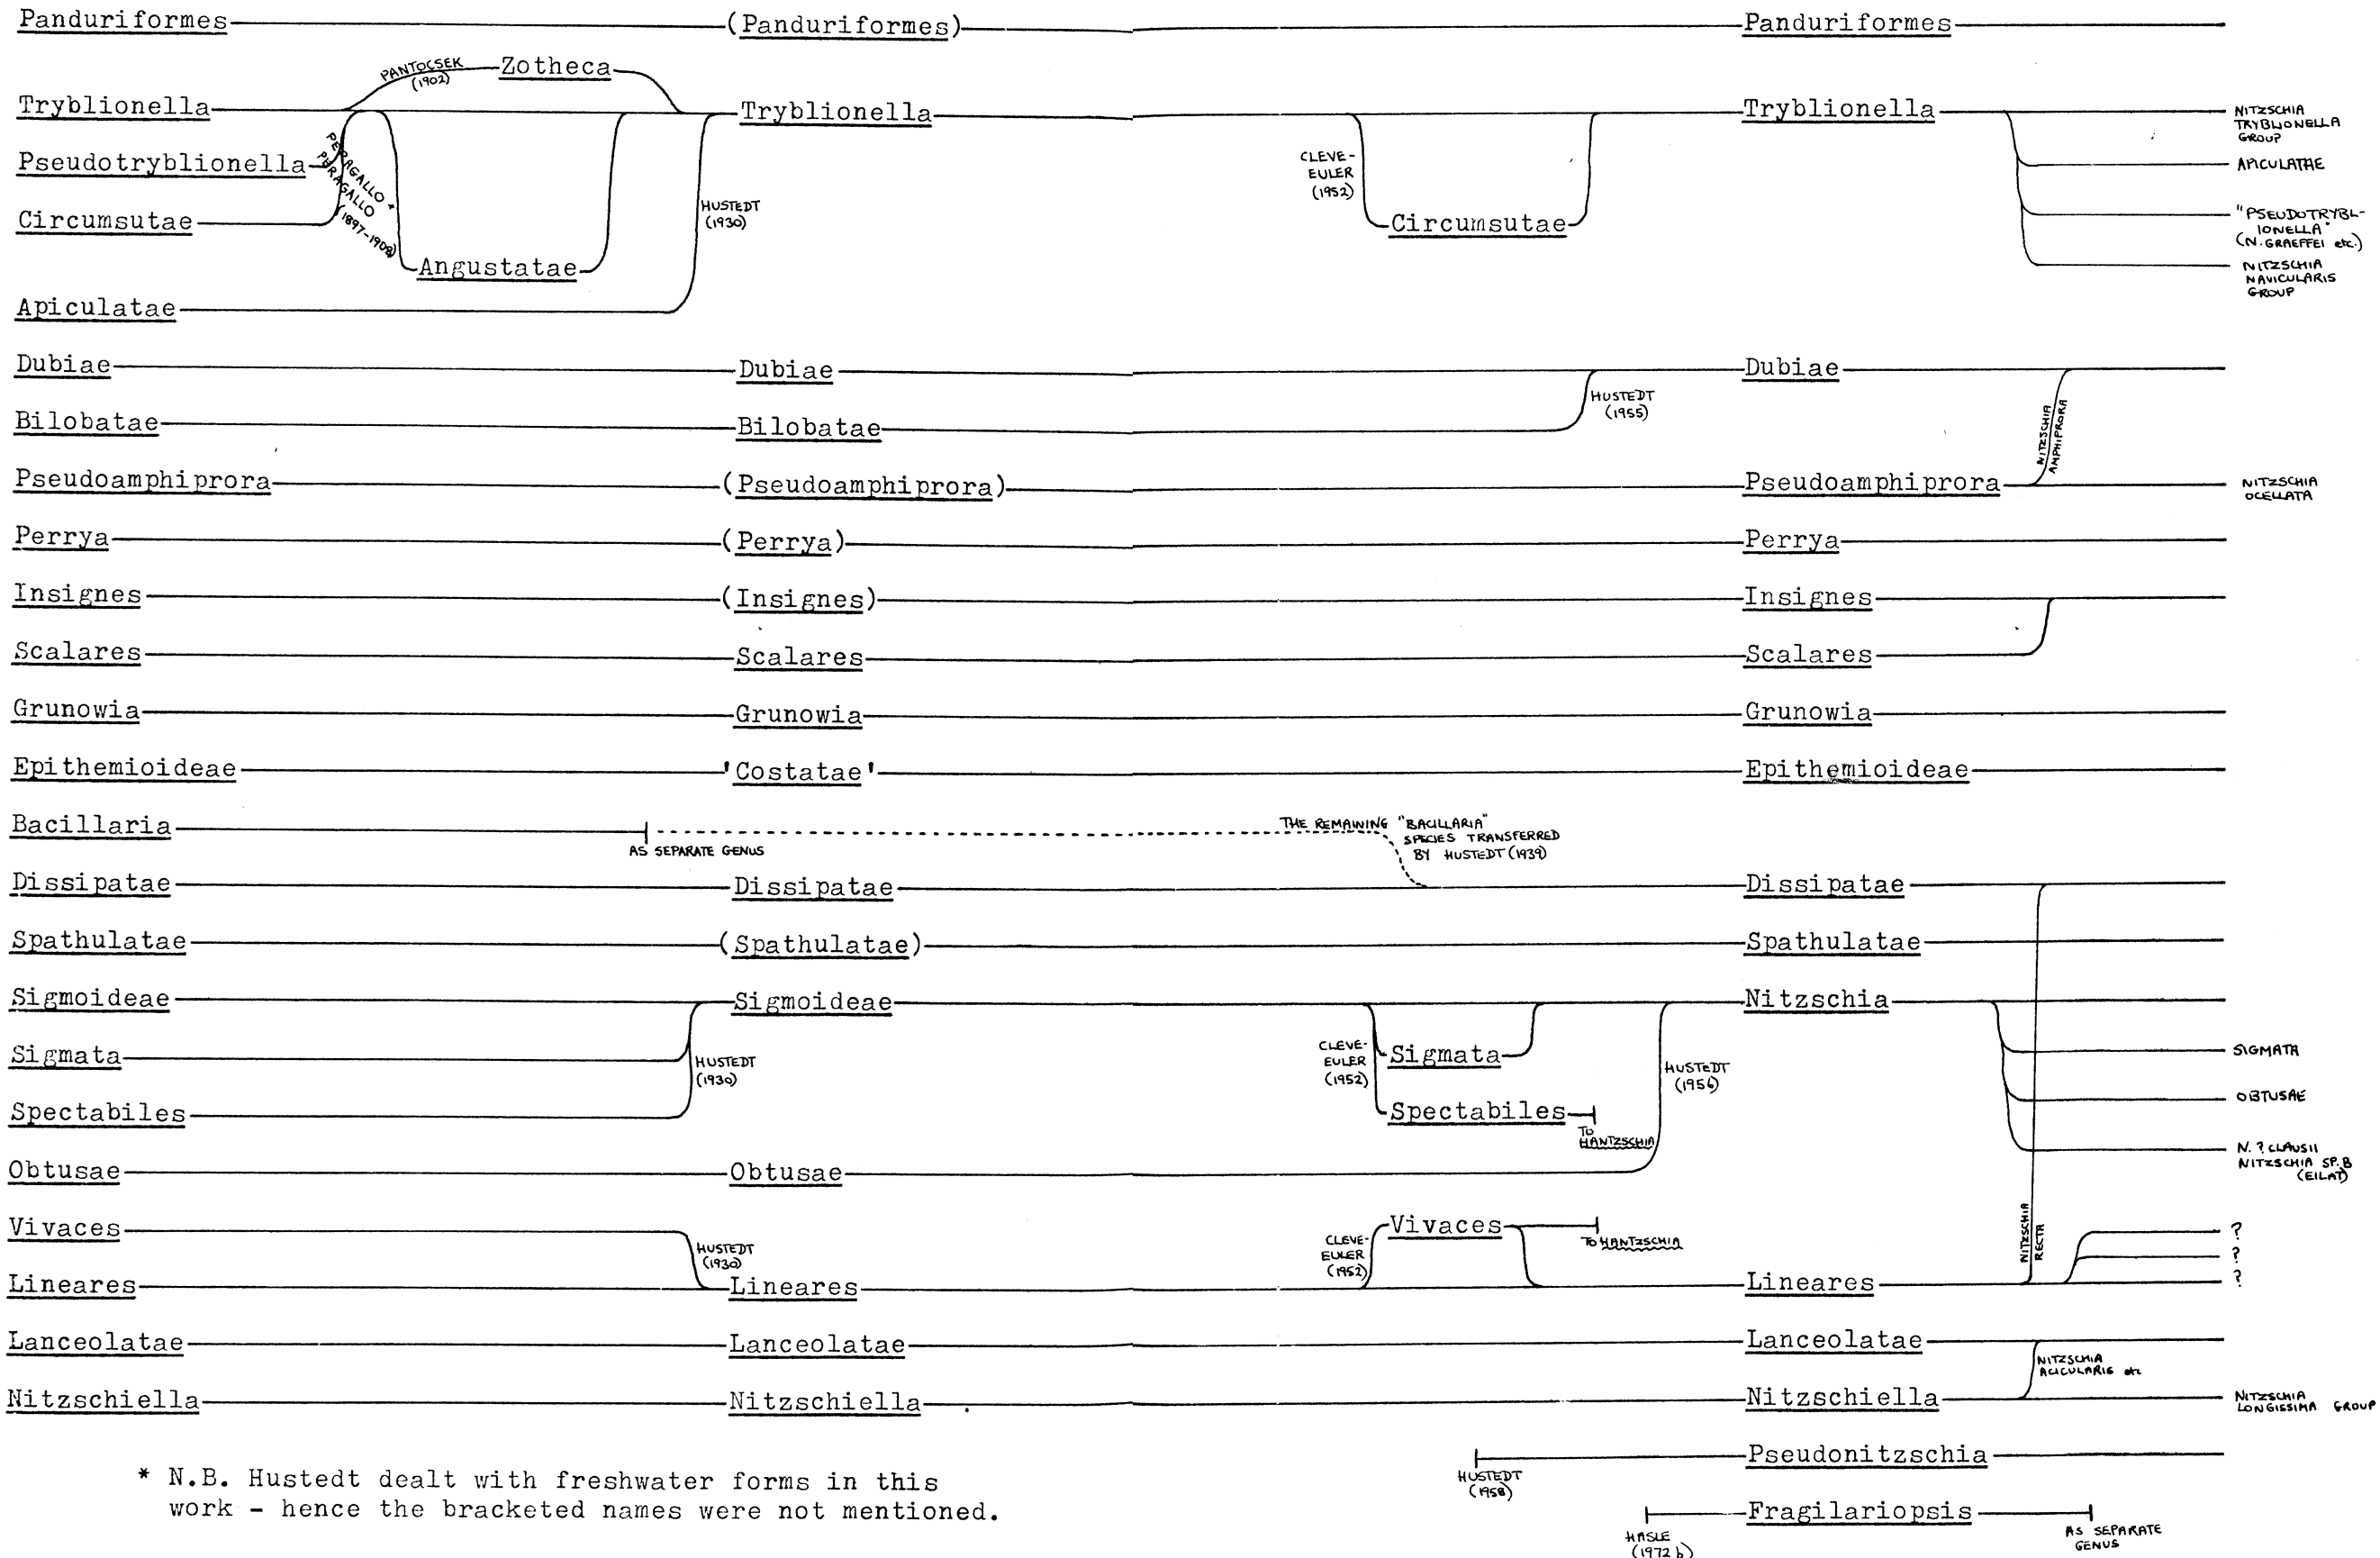 Panduriformes (Panduriformes) Panduriformes
PANTOCSEK
(1902)
Zotheca
Tryblionella Tryblionella Tryblionella
NITZSCHIA
TRYBLIONELLA
GROUP
Pseudotryblionella
PERAGALLO &
PERAGALLO
(1897-1908)
CLEVE-
EULER
(1952)
APICULATAE
Circumsutae
HUSTEDT
(1930)
Circumsutae
"PSEUDOTRYBL-
IONELLA"
(N. GRAEFFEI etc.)
Angustatae
NITZSCHIA
NAVICULARIS
GROUP
Apiculatae
Dubiae Dubiae Dubiae
HUSTEDT
(1955)
NITZSCHIA
AMPHIPRORA
Bilobatae Bilobatae
Pseudoamphiprora (Pseudoamphiprora) Pseudoamphiprora
NITZSCHIA
OCELLATA
Perrya (Perrya) Perrya
Insignes (Insignes) Insignes
Scalares Scalares Scalares
Grunowia Grunowia Grunowia
Epithemioideae 'Costatae' Epithemioideae
Bacillaria
AS SEPARATE GENUS
THE REMAINING "BACILLARIA"
SPECIES TRANSFERRED
BY HUSTEDT (1939)
Dissipatae Dissipatae Dissipatae
Spathulatae (Spathulatae) Spathulatae
Sigmoideae Sigmoideae Nitzschia
Sigmata
HUSTEDT
(1930)
CLEVE-
EULER
(1952)
Sigmata
HUSTEDT
(1956)
SIGMATA
Spectabiles Spectabiles
TO
HANTZSCHIA
OBTUSAE
Obtusae Obtusae
N. ? CLAUSII
NITZSCHIA SP. B
(EILAT)
Vivaces
HUSTEDT
(1930)
CLEVE-
EULER
(1952)
Vivaces
TO HANTZSCHIA
NITZSCHIA
RECTA
?
?
?
Lineares Lineares Lineares
Lanceolatae Lanceolatae Lanceolatae
NITZSCHIA
ACICULARIS etc
Nitzschiella Nitzschiella Nitzschiella
NITZSCHIA
LONGISSIMA GROUP
HUSTEDT
(1958)
Pseudonitzschia
* N.B. Hustedt dealt with freshwater forms in this
work - hence the bracketed names were not mentioned.
HASLE
(1972 b)
Fragilariopsis
AS SEPARATE
GENUS